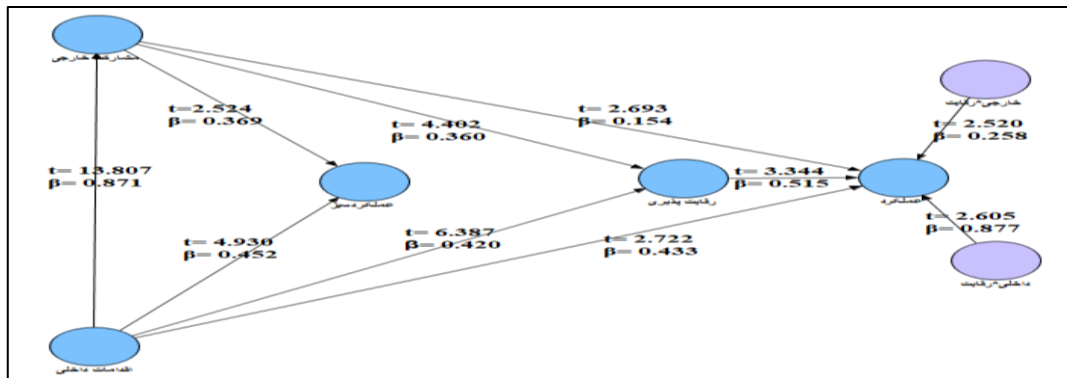 مشارکت خارجی
خارجی*رقابت
t=2.524
β= 0.369
t= 4.402
β= 0.360
t= 2.693
β= 0.154
t= 2.520
β= 0.258
t= 13.807
β= 0.871
t= 3.344
β= 0.515
عملکردسبز
رقابت پذیری
عملکرد
t= 4.930
β= 0.452
t= 6.387
β= 0.420
t= 2.722
β= 0.433
t= 2.605
β= 0.877
داخلی*رقابت
اقدامات داخلی